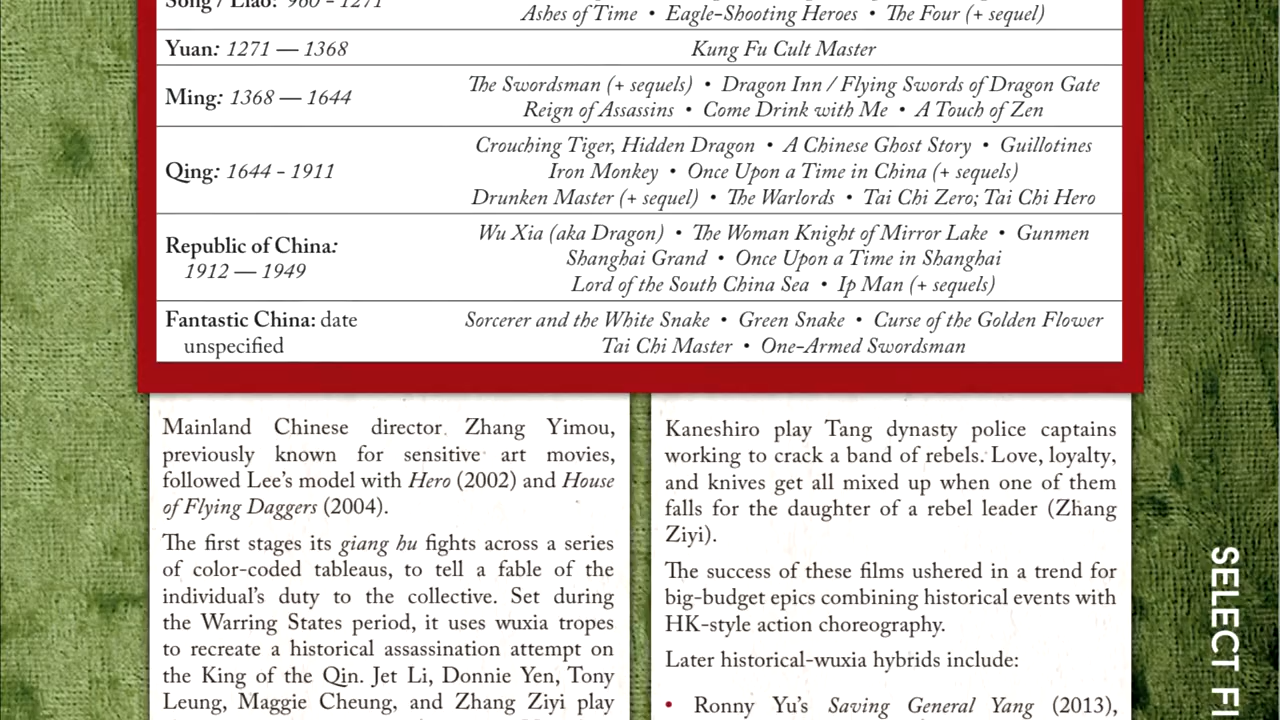 Song / Liao: 960 - 1271
Ashes of Time • Eagle-Shooting Heroes • The Four (+ sequel)
Yuan: 1271 — 1368
Kung Fu Cult Master
Ming: 1368 — 1644
The Swordsman (+ sequels) • Dragon Inn / Flying Swords of Dragon Gate
Reign of Assassins • Come Drink with Me • A Touch of Zen
Qing: 1644 - 1911
Crouching Tiger, Hidden Dragon • A Chinese Ghost Story • Guillotines
Iron Monkey • Once Upon a Time in China (+ sequels)
Drunken Master (+ sequel) • The Warlords • Tai Chi Zero; Tai Chi Hero
Republic of China:
1912 — 1949
Wu Xia (aka Dragon) • The Woman Knight of Mirror Lake • Gunmen
Shanghai Grand • Once Upon a Time in Shanghai
Lord of the South China Sea • Ip Man (+ sequels)
Fantastic China: date
unspecified
Sorcerer and the White Snake • Green Snake • Curse of the Golden Flower
Tai Chi Master • One-Armed Swordsman
Mainland Chinese director Zhang Yimou,
previously known for sensitive art movies,
followed Lee's model with Hero (2002) and House
of Flying Daggers (2004).
The first stages its giang hu fights across a series
of color-coded tableaus, to tell a fable of the
individual's duty to the collective. Set during
the Warring States period, it uses wuxia tropes
to recreate a historical assassination attempt on
the King of the Qin. Jet Li, Donnie Yen, Tony
Leung, Maggie Cheung, and Zhang Ziyi play
Kaneshiro play Tang dynasty police captains
working to crack a band of rebels. Love, loyalty,
and knives get all mixed up when one of them
falls for the daughter of a rebel leader (Zhang
Ziyi).
The success of these films ushered in a trend for
big-budget epics combining historical events with
HK-style action choreography.
Later historical-wuxia hybrids include:
• Ronny Yu's Saving General Yang (2013),
SELECT FI